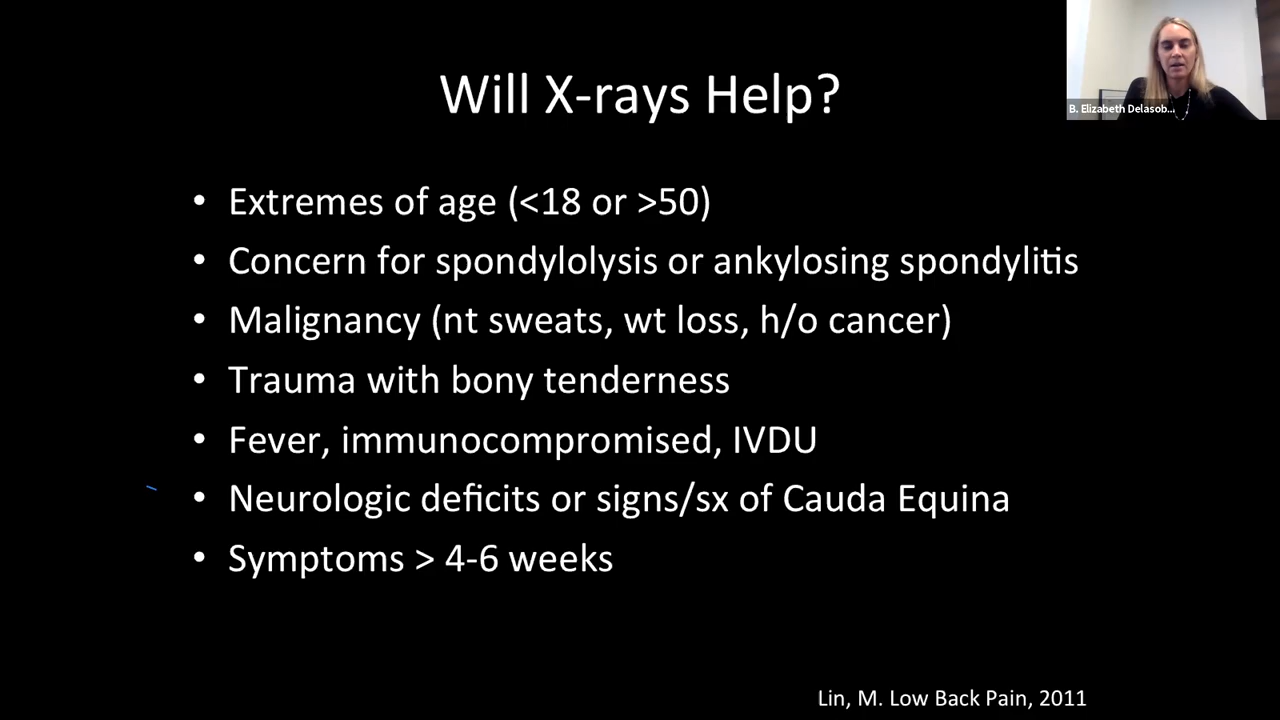 Will X-rays Help?
B. Elizabeth Delasob...
• Extremes of age (<18 or >50)
• Concern for spondylolysis or ankylosing spondylitis
• Malignancy (nt sweats, wt loss, h/o cancer)
• Trauma with bony tenderness
• Fever, immunocompromised, IVDU
• Neurologic deficits or signs/sx of Cauda Equina
• Symptoms > 4-6 weeks
Lin, M. Low Back Pain, 2011